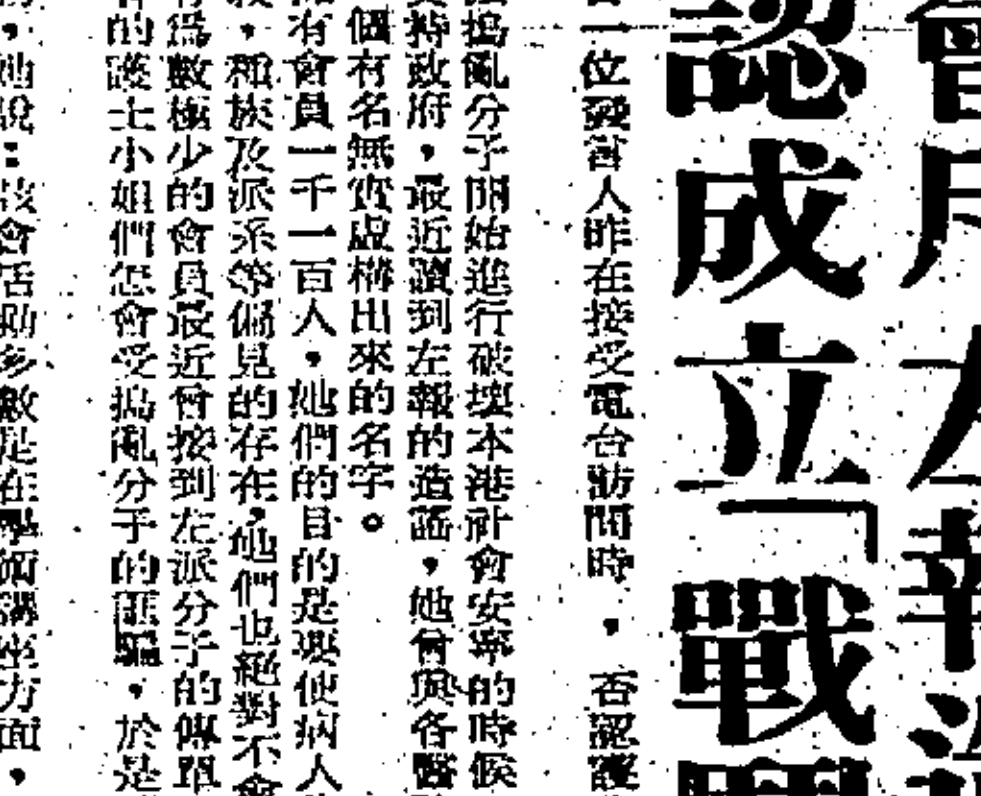 會
左報
認成立「戰
一位發言人昨在接受電台訪問時，否認護
搗亂分子開始進行破壞本港社會安寧的時候
持政府，最近讀到左報的造謠，她曾與各醫
個有名無實虛構出來的名字。
有會員一千一百人，她們的目的是要使病人
，種族及派系等偏見的存在，她們也絕對不會
為數極少的會員最近曾接到左派分子的傳單
的護士小姐們怎會受搗亂分子的誆騙，於是
，她說：該會活動多數是在學術講座方面，